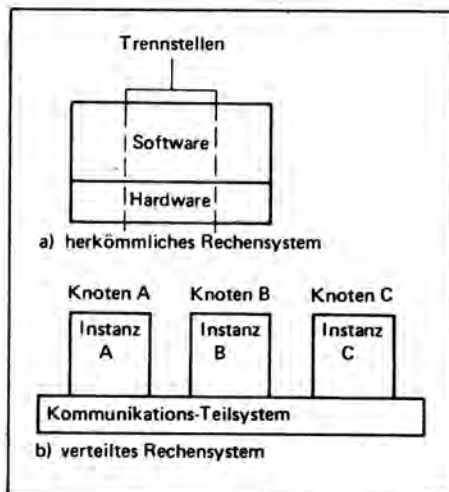 Trennstellen
Software
Hardware
a) herkömmliches Rechensystem
Knoten A Knoten B Knoten C
Instanz Instanz Instanz
A B C
Kommunikations-Teilsystem
b) verteiltes Rechensystem